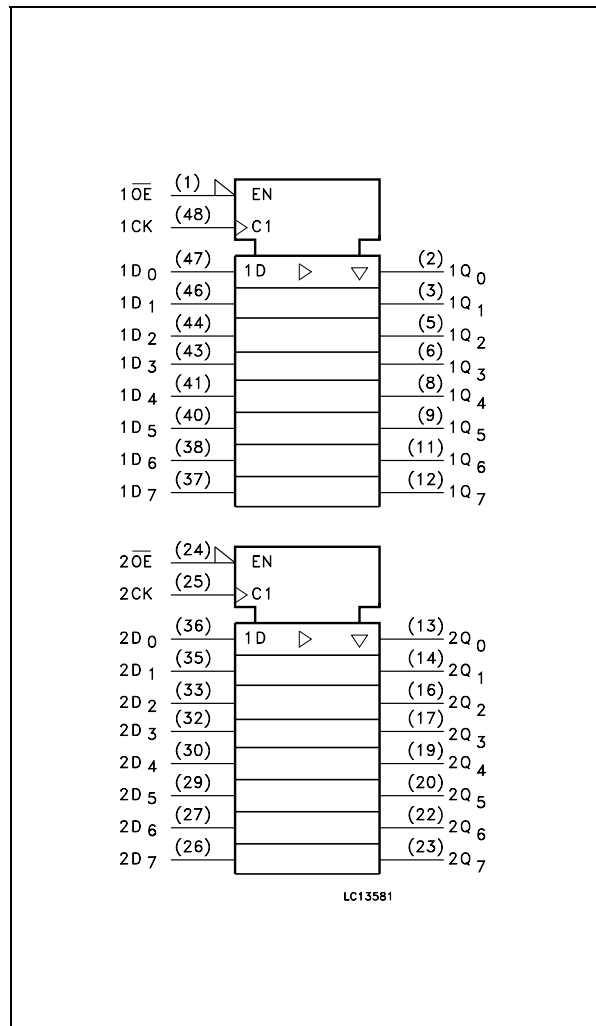 1O̅E̅ (1) EN
1CK (48) C1
1D0 (47) 1D (2) 1Q0
1D1 (46) (3) 1Q1
1D2 (44) (5) 1Q2
1D3 (43) (6) 1Q3
1D4 (41) (8) 1Q4
1D5 (40) (9) 1Q5
1D6 (38) (11) 1Q6
1D7 (37) (12) 1Q7
2O̅E̅ (24) EN
2CK (25) C1
2D0 (36) 1D (13) 2Q0
2D1 (35) (14) 2Q1
2D2 (33) (16) 2Q2
2D3 (32) (17) 2Q3
2D4 (30) (19) 2Q4
2D5 (29) (20) 2Q5
2D6 (27) (22) 2Q6
2D7 (26) (23) 2Q7
LC13581